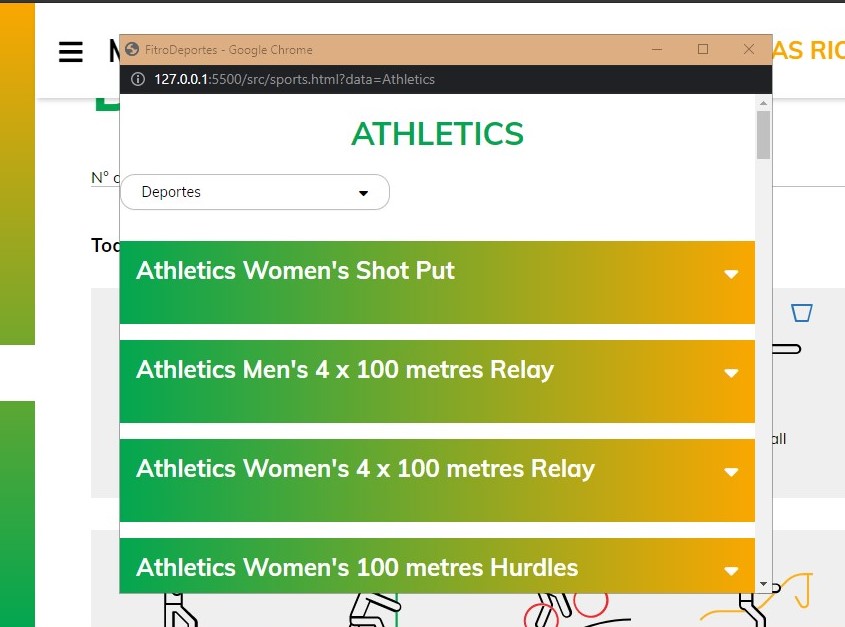 FitroDeportes - Google Chrome
AS RIC
127.0.0.1:5500/src/sports.html?data=Athletics
ATHLETICS
N° c
Deportes
Toc
Athletics Women's Shot Put
Athletics Men's 4 x 100 metres Relay
Athletics Women's 4 x 100 metres Relay
all
Athletics Women's 100 metres Hurdles